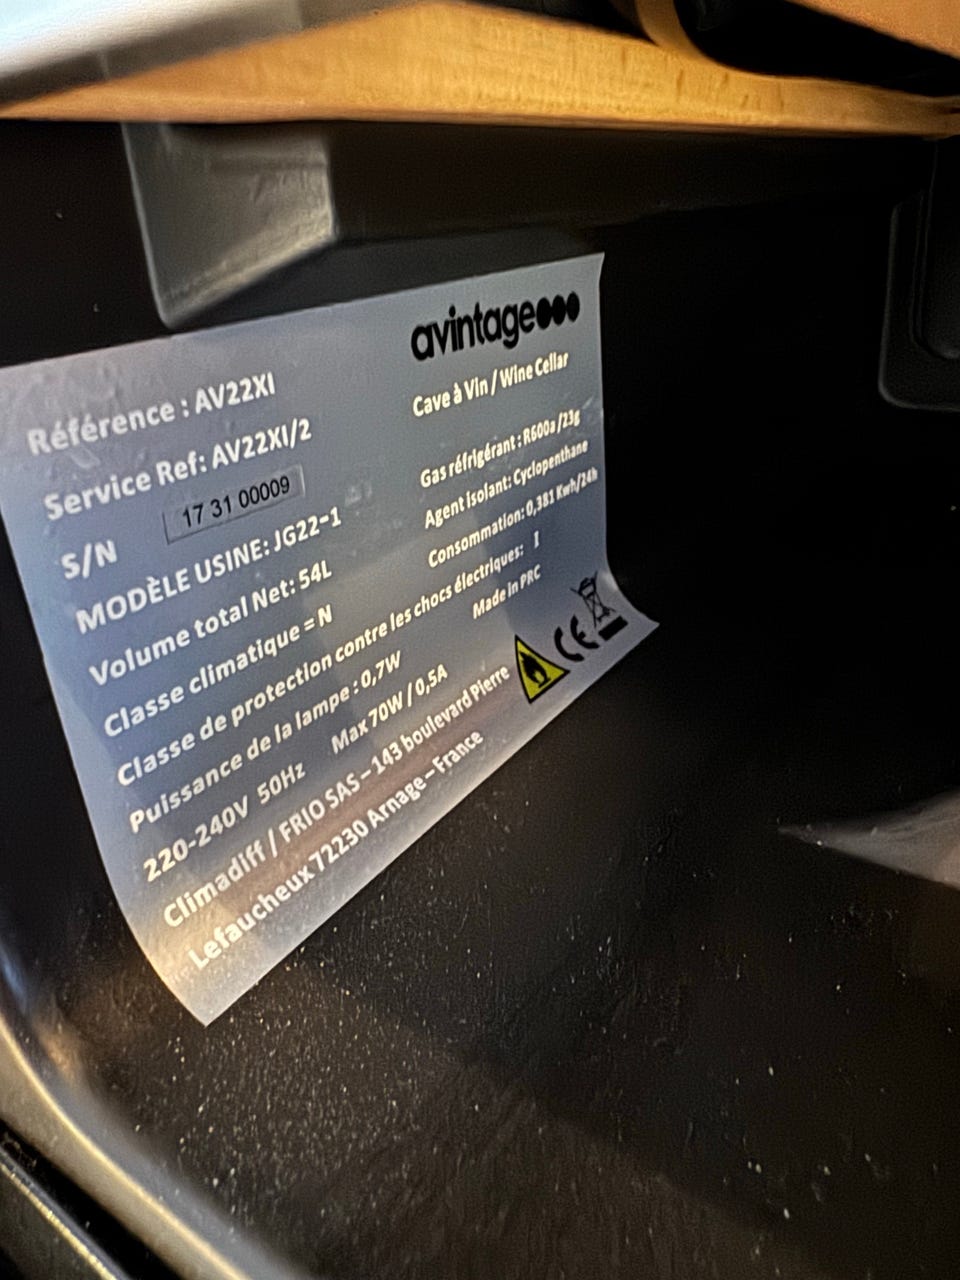 avintage
Cave à Vin / Wine Cellar
Référence : AV22XI
Service Ref: AV22XI/2
S/N 17 31 00009
MODÈLE USINE: JG22-1
Volume total Net: 54L
Classe climatique = N
Gas réfrigérant : R600a /23g
Agent isolant: Cyclopenthane
Consommation: 0,381 Kwh/24h
Classe de protection contre les chocs électriques: I
Puissance de la lampe : 0,7W
Made in PRC
220-240V 50Hz Max 70W / 0,5A
CE
Climadiff / FRIO SAS – 143 boulevard Pierre
Lefaucheux 72230 Arnage – France